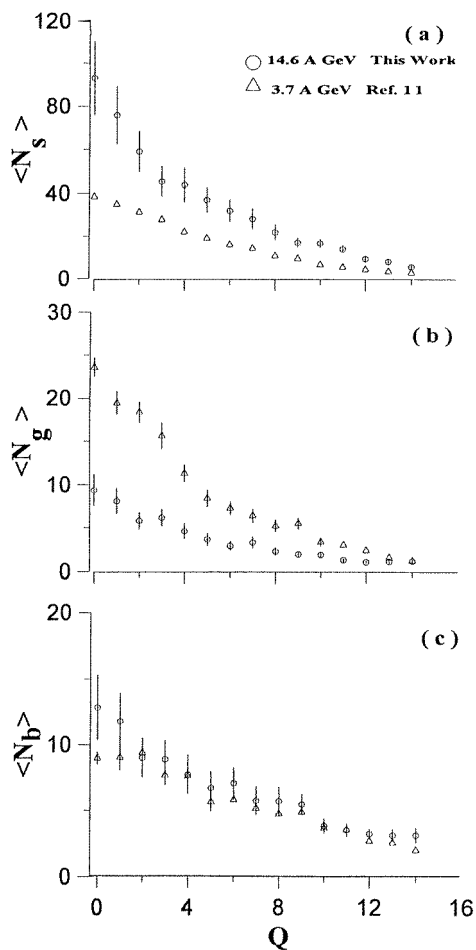 120
( a )
14.6 A GeV This Work
3.7 A GeV Ref. 11
80
<N_s>
40
0
30
( b )
20
<N_g>
10
0
20
( c )
10
<N_b>
0
0 4 8 12 16
Q